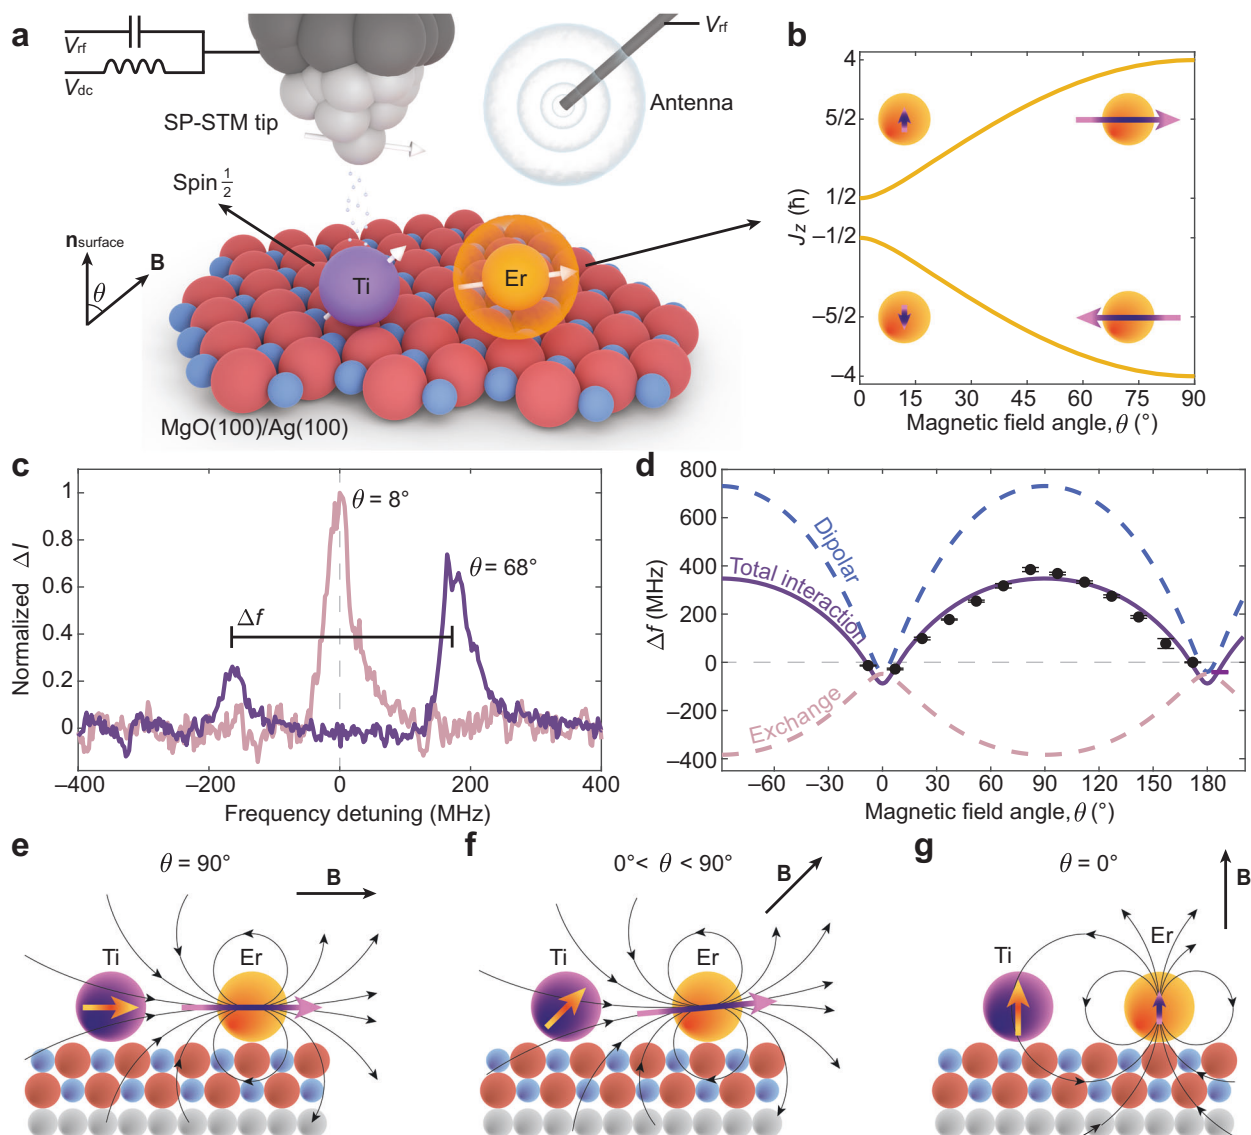 a
V_rf
V_dc
SP-STM tip
V_rf
Antenna
Spin 1/2
n_surface
B
θ
Ti
Er
MgO(100)/Ag(100)
b
J_z (ħ)
4
5/2
1/2
−1/2
−5/2
−4
0 15 30 45 60 75 90
Magnetic field angle, θ (°)
c
Normalized ΔI
1
0.8
0.6
0.4
0.2
0
θ = 8°
θ = 68°
Δf
−400 −200 0 200 400
Frequency detuning (MHz)
d
Δf (MHz)
800
600
400
200
0
−200
−400
Dipolar
Total interaction
Exchange
−60 −30 0 30 60 90 120 150 180
Magnetic field angle, θ (°)
e
θ = 90°
B
Ti
Er
f
0°< θ < 90°
B
Ti
Er
g
θ = 0°
B
Ti
Er